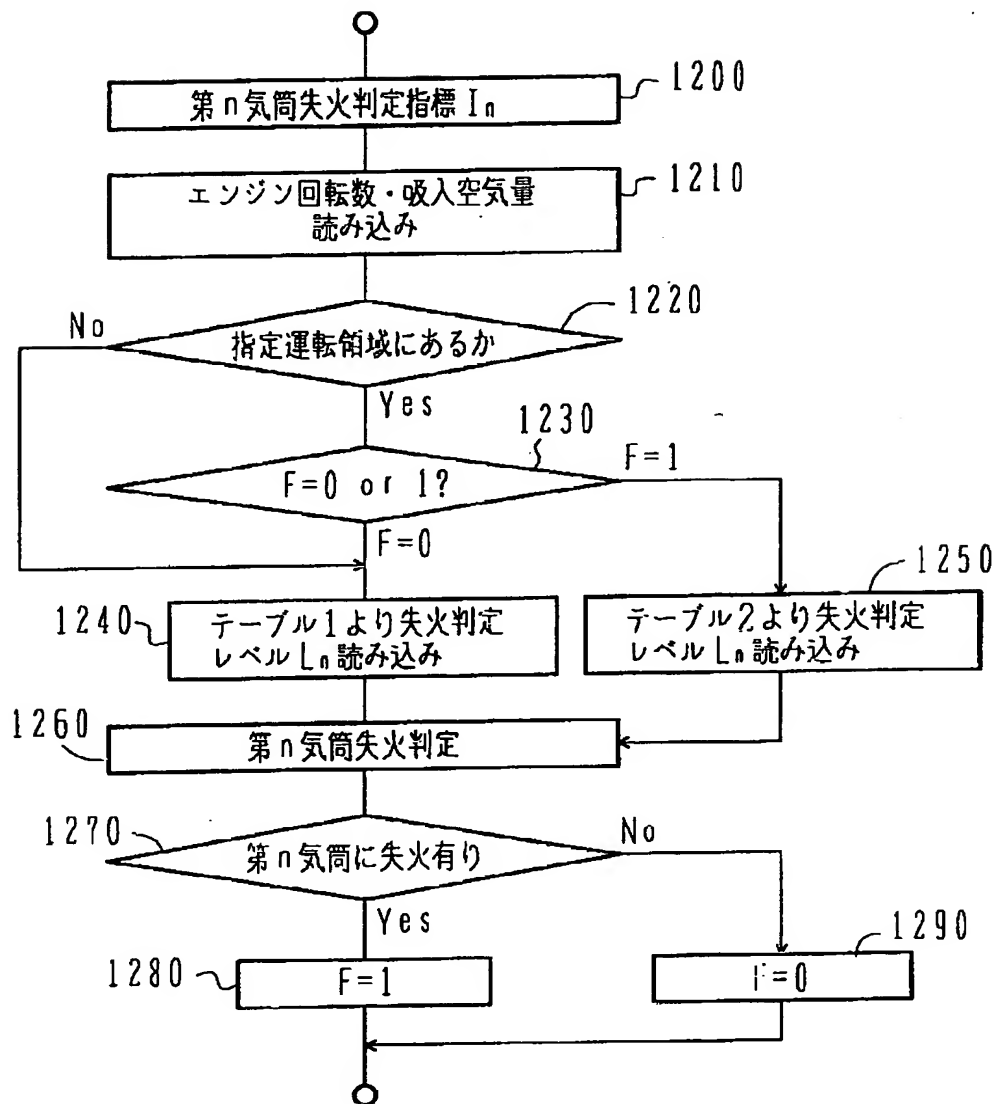 1200
第n気筒失火判定指標 In
1210
エンジン回転数・吸入空気量
読み込み
1220
No
指定運転領域にあるか
Yes
1230
F=1
F=0 or 1?
F=0
1250
1240
テーブル1より失火判定
レベルLn読み込み
テーブル2より失火判定
レベルLn読み込み
1260
第n気筒失火判定
1270
No
第n気筒に失火有り
Yes
1290
1280
F=1
F=0